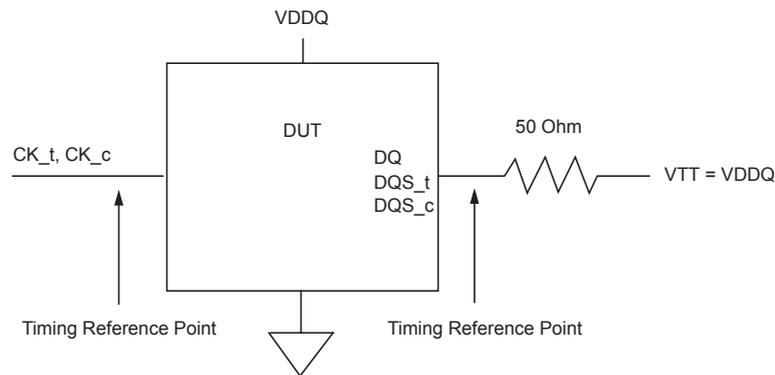 VDDQ
DUT
50 Ohm
CK_t, CK_c
DQ
DQS_t
DQS_c
VTT = VDDQ
Timing Reference Point
Timing Reference Point